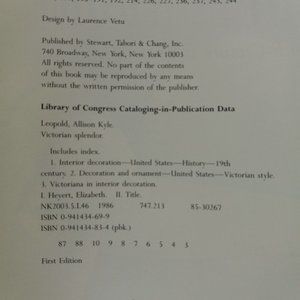 Design by Laurence Vetu
Published by Stewart, Tabori & Chang, Inc.
740 Broadway, New York, New York 10003
All rights reserved. No part of the contents
of this book may be reproduced by any means
without the written permission of the publisher.
Library of Congress Cataloging-in-Publication Data
Leopold, Allison Kyle.
Victorian splendor.
Includes index.
1. Interior decoration—United States—History—19th
century. 2. Decoration and ornament—United States—Victorian style.
3. Victoriana in interior decoration.
I. Heyert, Elizabeth. II. Title.
NK2003.5.L46 1986 747.213 85-30267
ISBN 0-941434-69-9
ISBN 0-941434-83-4 (pbk.)
87 88 10 9 8 7 6 5 4 3
First Edition